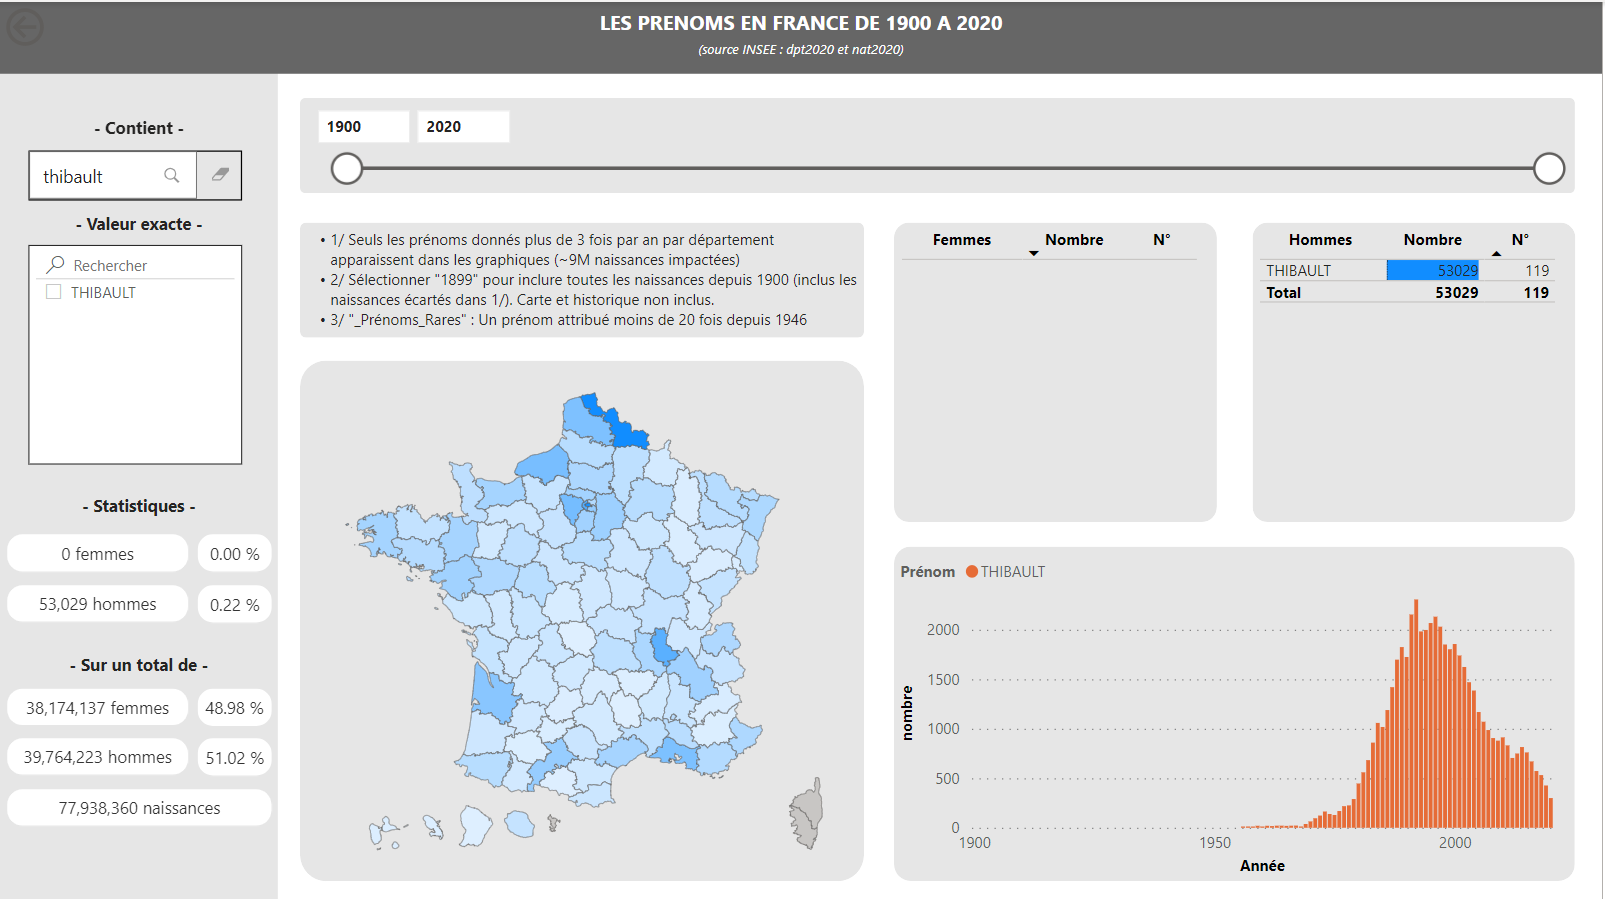 LES PRENOMS EN FRANCE DE 1900 A 2020
(source INSEE : dpt2020 et nat2020)
- Contient -
thibault
- Valeur exacte -
Rechercher
THIBAULT
- Statistiques -
0 femmes 0.00 %
53,029 hommes 0.22 %
- Sur un total de -
38,174,137 femmes 48.98 %
39,764,223 hommes 51.02 %
77,938,360 naissances
1900 2020
• 1/ Seuls les prénoms donnés plus de 3 fois par an par département
apparaissent dans les graphiques (~9M naissances impactées)
• 2/ Sélectionner "1899" pour inclure toutes les naissances depuis 1900 (inclus les
naissances écartés dans 1/). Carte et historique non inclus.
• 3/ "_Prénoms_Rares" : Un prénom attribué moins de 20 fois depuis 1946
Femmes Nombre N°
Hommes Nombre N°
THIBAULT 53029 119
Total 53029 119
Prénom THIBAULT
nombre
2000
1500
1000
500
0
1900 1950 2000
Année